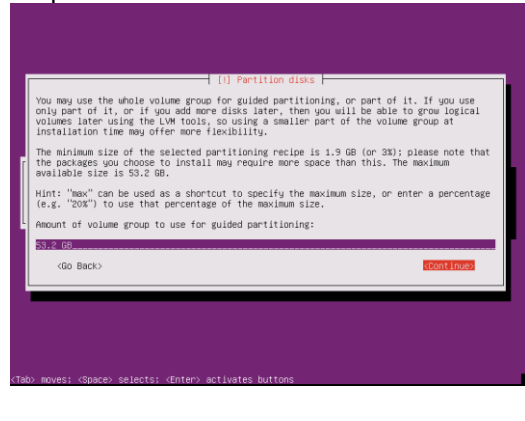 [!] Partition disks
You may use the whole volume group for guided partitioning, or part of it. If you use
only part of it, or if you add more disks later, then you will be able to grow logical
volumes later using the LVM tools, so using a smaller part of the volume group at
installation time may offer more flexibility.
The minimum size of the selected partitioning recipe is 1.9 GB (or 3%); please note that
the packages you choose to install may require more space than this. The maximum
available size is 53.2 GB.
Hint: "max" can be used as a shortcut to specify the maximum size, or enter a percentage
(e.g. "20%") to use that percentage of the maximum size.
Amount of volume group to use for guided partitioning:
53.2 GB
<Go Back> <Continue>
<Tab> moves; <Space> selects; <Enter> activates buttons